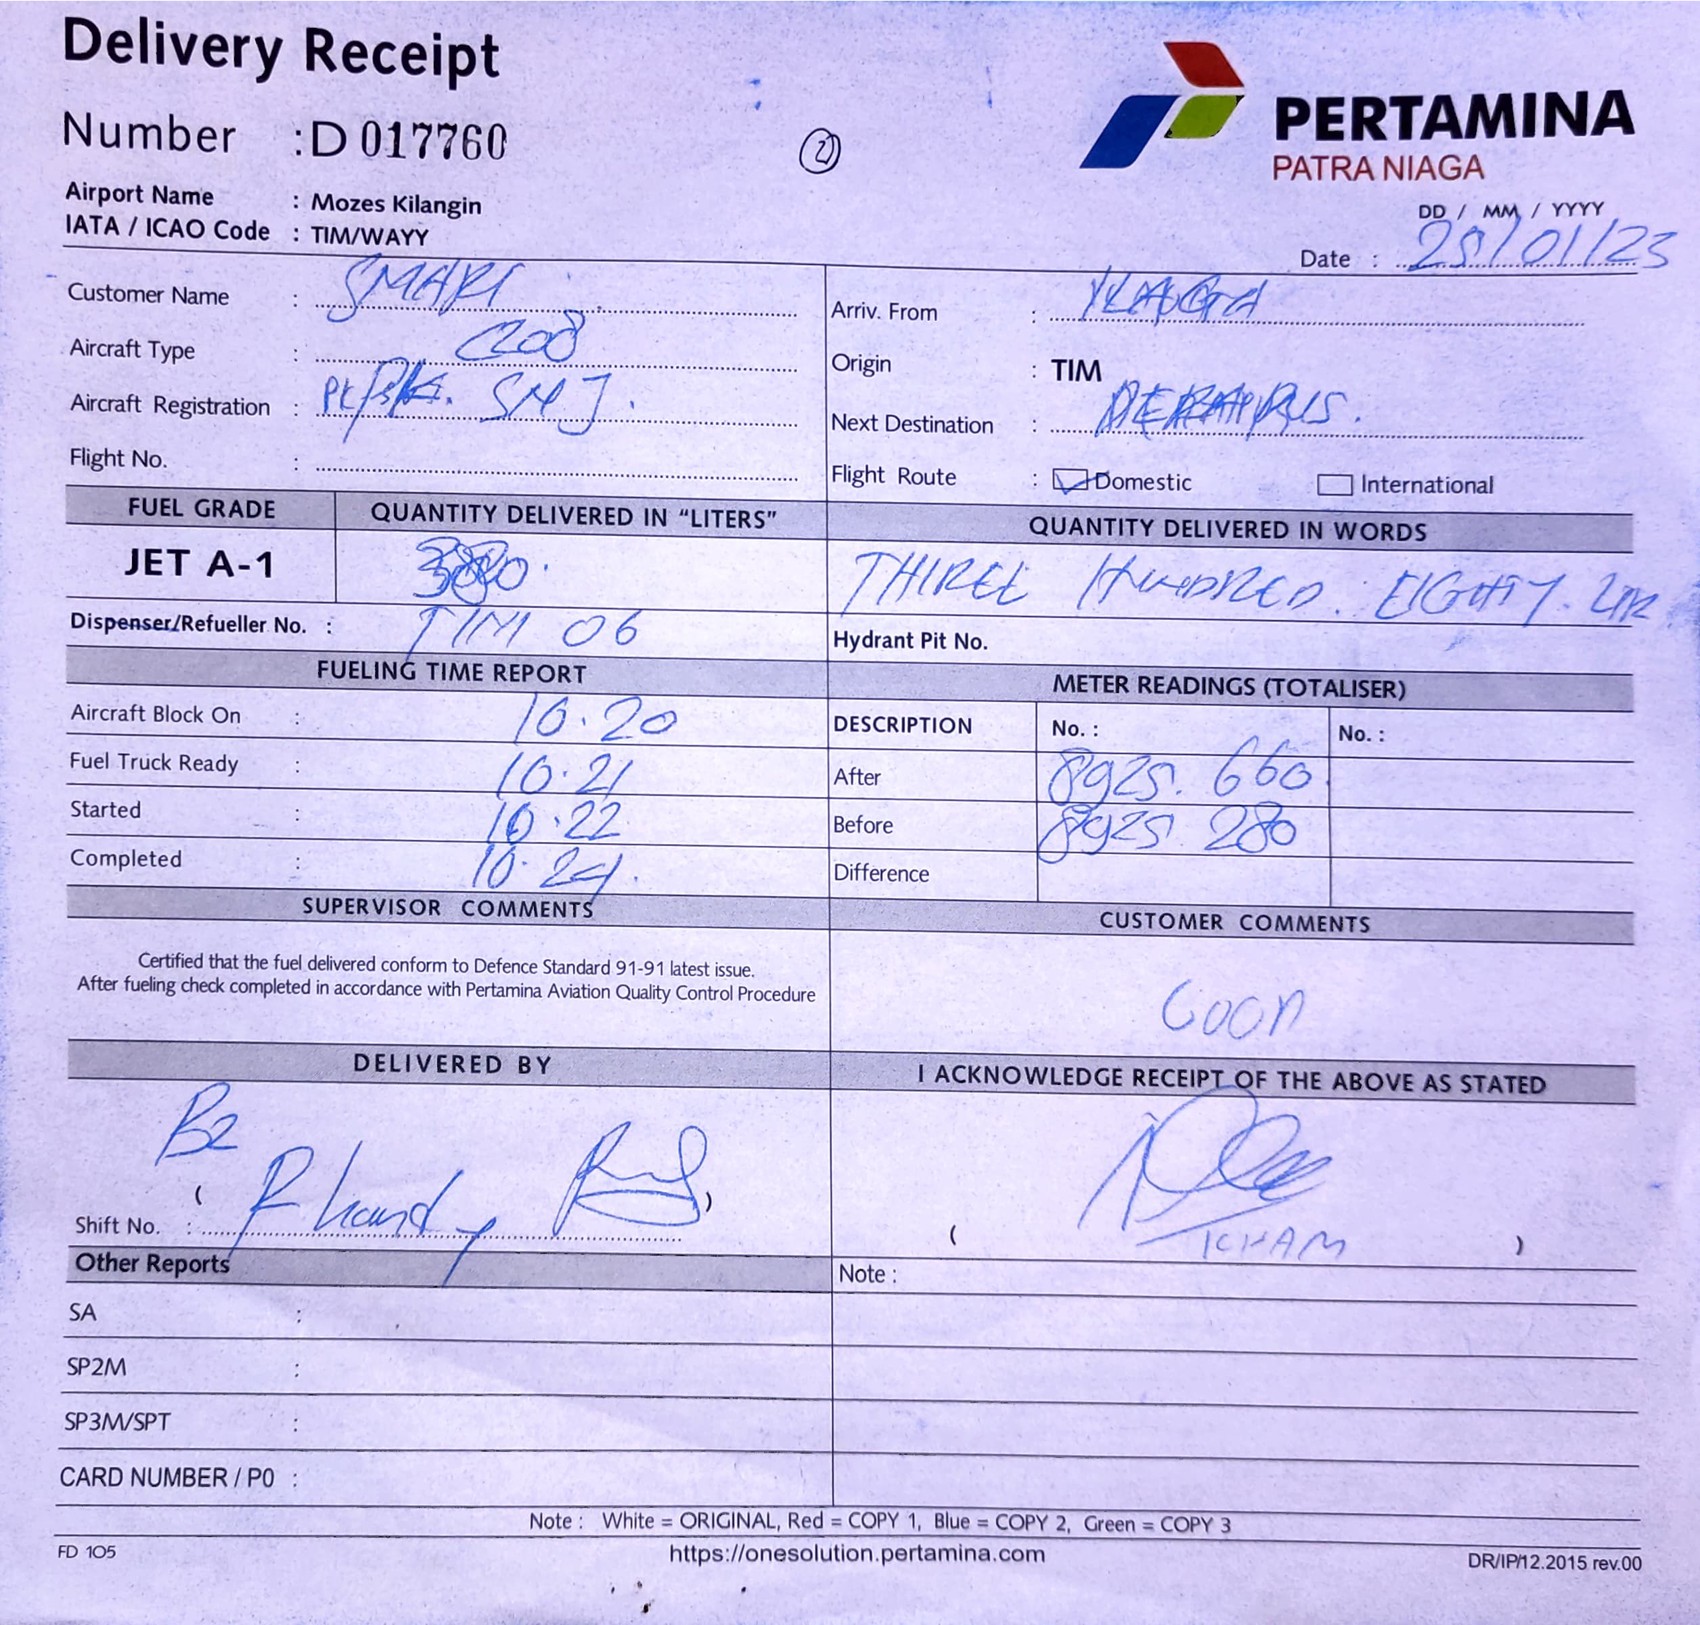 Delivery Receipt
Number : D 017760
2
PERTAMINA
PATRA NIAGA
Airport Name : Mozes Kilangin
IATA / ICAO Code : TIM/WAYY
DD / MM / YYYY
Date : 25/01/23
Customer Name : SMART
Aircraft Type : C208
Aircraft Registration : PK SMJ.
Flight No. :
Arriv. From :
Origin : TIM
Next Destination :
Flight Route : Domestic International
FUEL GRADE QUANTITY DELIVERED IN “LITERS” QUANTITY DELIVERED IN WORDS
JET A-1 380. THIREE HUNDRED. EIGHTY. LTR
Dispenser/Refueller No. : TIM 06
Hydrant Pit No.
FUELING TIME REPORT
Aircraft Block On : 10.20
Fuel Truck Ready : 10.21
Started : 10.22
Completed : 10.24.
METER READINGS (TOTALISER)
DESCRIPTION No. : No. :
After 8925. 660
Before 8925. 280
Difference
SUPERVISOR COMMENTS
Certified that the fuel delivered conform to Defence Standard 91-91 latest issue.
After fueling check completed in accordance with Pertamina Aviation Quality Control Procedure
CUSTOMER COMMENTS
GOOD
DELIVERED BY
B2
( Rhandy )
Shift No. :
I ACKNOWLEDGE RECEIPT OF THE ABOVE AS STATED
( ICHAM )
Other Reports
SA :
SP2M :
SP3M/SPT :
CARD NUMBER / P0 :
Note :
Note : White = ORIGINAL, Red = COPY 1, Blue = COPY 2, Green = COPY 3
FD 105
https://onesolution.pertamina.com
DR/IP/12.2015 rev.00